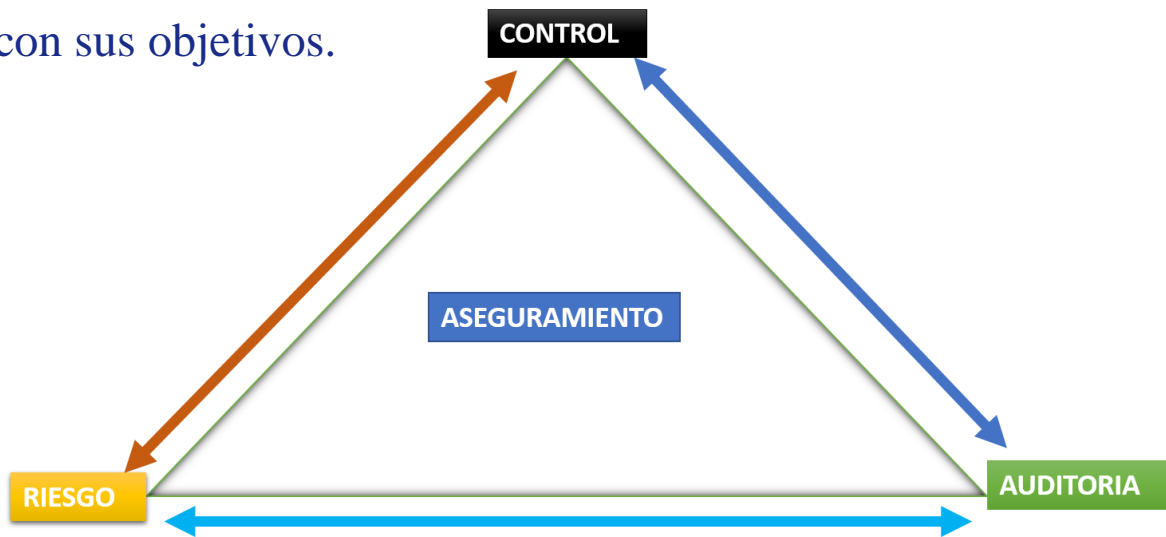 con sus objetivos.
CONTROL
ASEGURAMIENTO
RIESGO
AUDITORIA